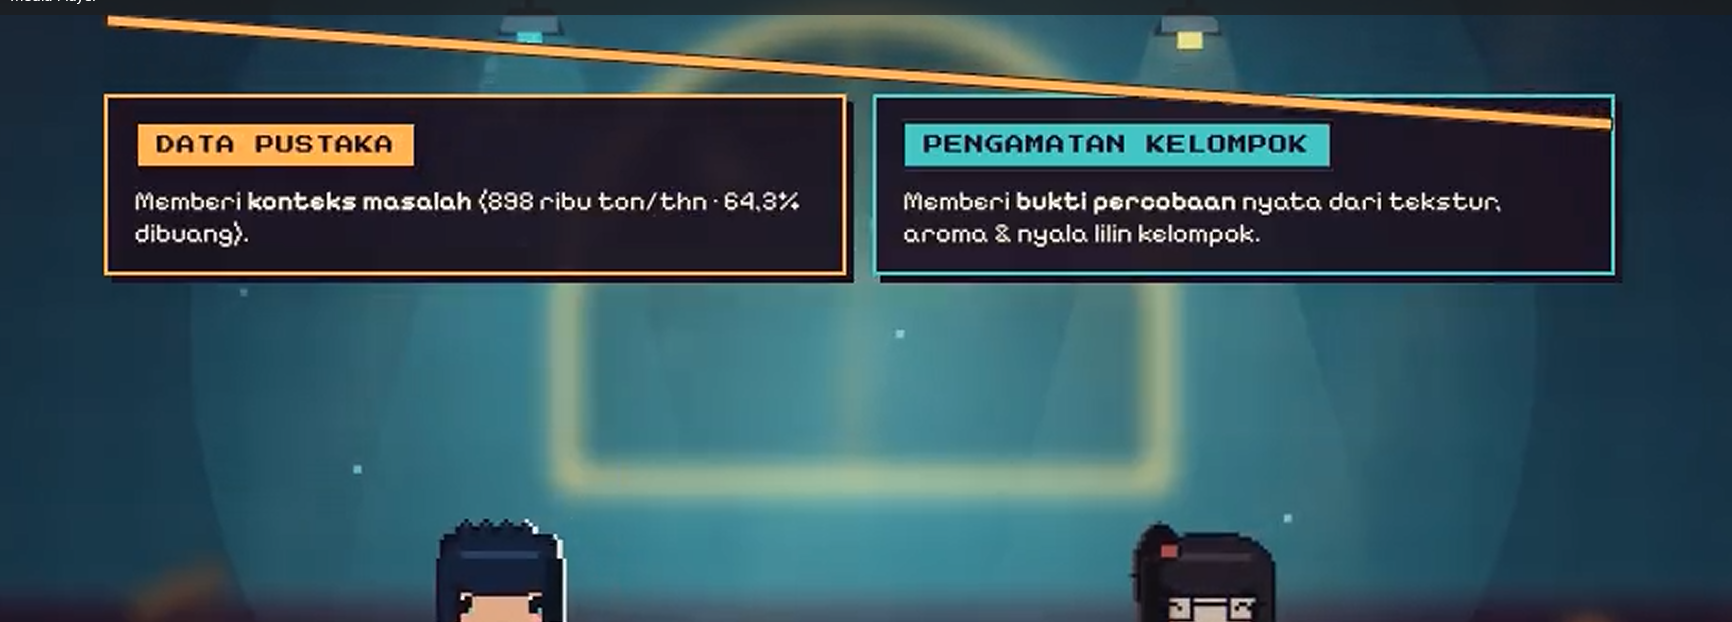 DATA PUSTAKA
Memberi konteks masalah (898 ribu ton/thn · 64,3%
dibuang).
PENGAMATAN KELOMPOK
Memberi bukti percobaan nyata dari tekstur,
aroma & nyala lilin kelompok.